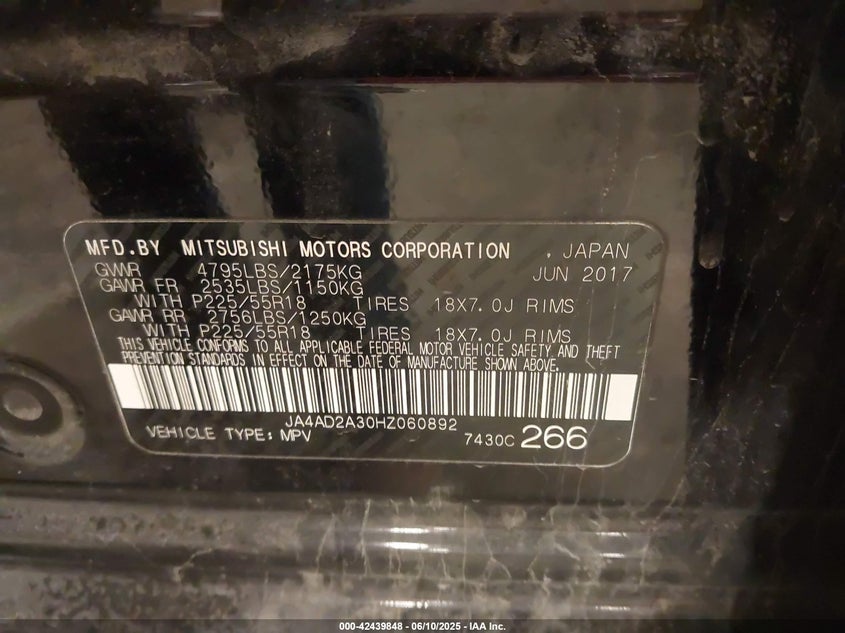 MFD.BY MITSUBISHI MOTORS CORPORATION , JAPAN
GVWR 4795LBS/2175KG JUN 2017
GAWR FR 2535LBS/1150KG
WITH P225/55R18 TIRES 18X7.0J RIMS
GAWR RR 2756LBS/1250KG
WITH P225/55R18 TIRES 18X7.0J RIMS
THIS VEHICLE CONFORMS TO ALL APPLICABLE FEDERAL MOTOR VEHICLE SAFETY AND THEFT
PREVENTION STANDARDS IN EFFECT ON THE DATE OF MANUFACTURE SHOWN ABOVE.
JA4AD2A30HZ060892
VEHICLE TYPE: MPV 7430C 266
000-42439848 - 06/10/2025 - IAA Inc.